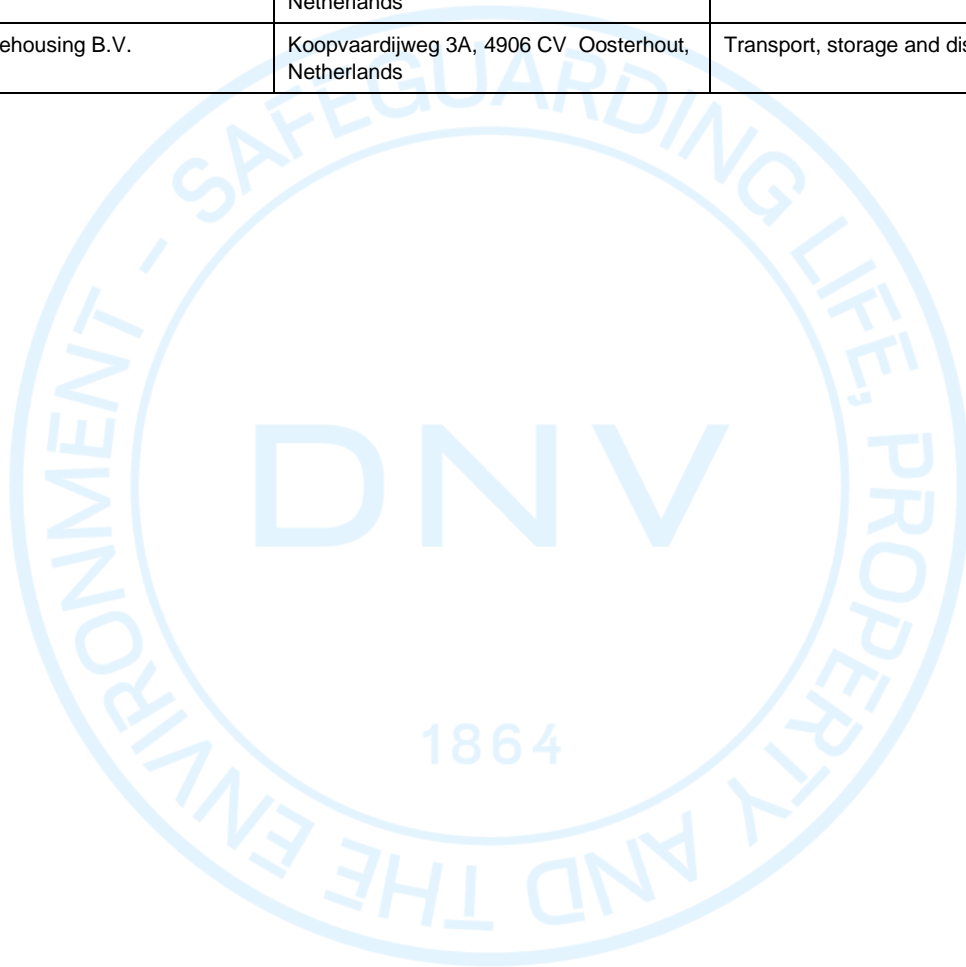 Netherlands
ehousing B.V.
Koopvaardijweg 3A, 4906 CV  Oosterhout,
Netherlands
Transport, storage and dis
SAFEGUARDING LIFE, PROPERTY AND THE ENVIRONMENT -
DNV
1864